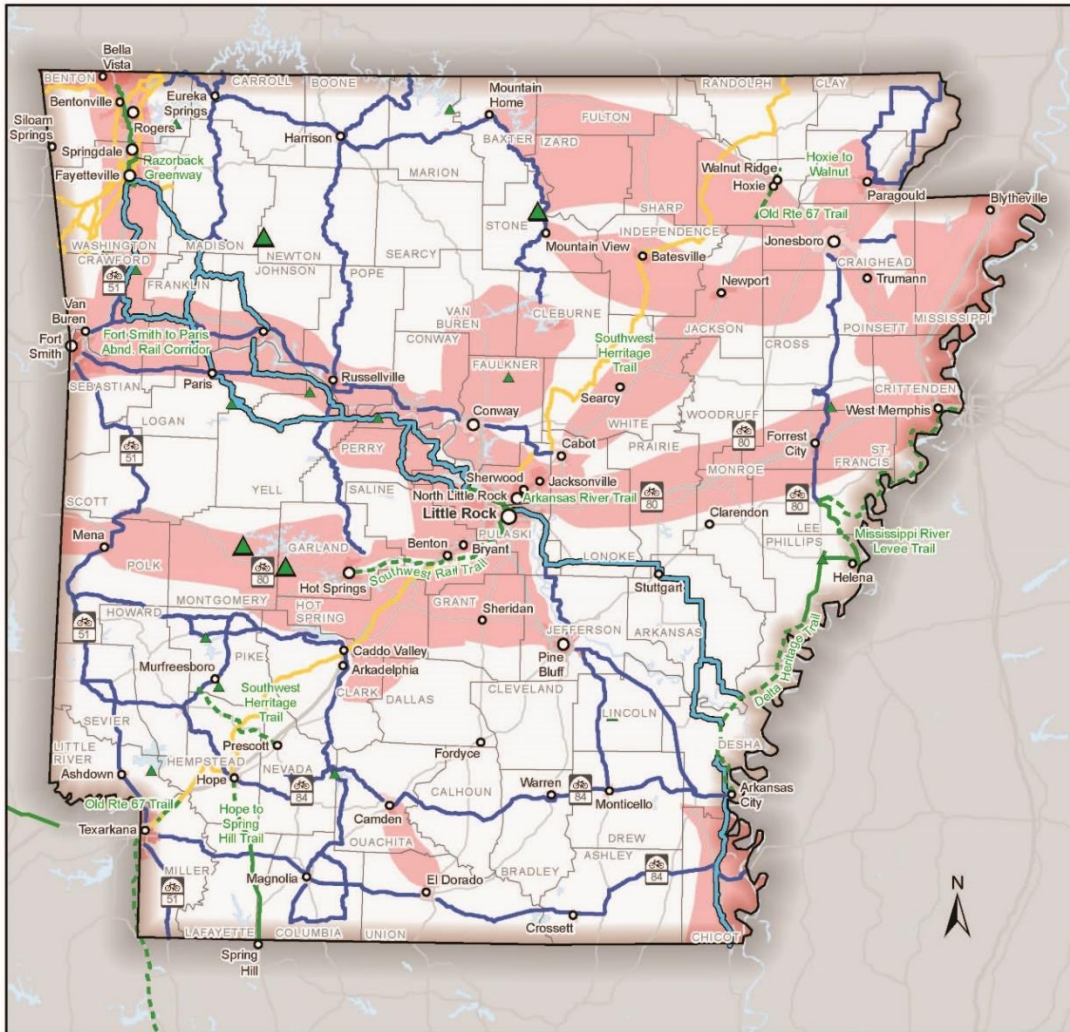 Bella
Vista
BENTON
Bentonville
Siloam
Springs
Rogers
Springdale
Fayetteville
Razorback
Greenway
Eureka
Springs
CARROLL
BOONE
Harrison
MARION
Mountain
Home
BAXTER
IZARD
FULTON
RANDOLPH
CLAY
Walnut Ridge
Hoxie
Hoxie to
Walnut
Paragould
Blytheville
Old Rte 67 Trail
SHARP
WASHINGTON
CRAWFORD
51
MADISON
NEWTON
JOHNSON
FRANKLIN
SEARCY
POPE
STONE
Mountain View
INDEPENDENCE
Batesville
Jonesboro
CRAIGHEAD
Trumann
Newport
MISSISSIPPI
POINSETT
JACKSON
CROSS
Van
Buren
Fort
Smith
Fort Smith to Paris
Abnd. Rail Corridor
VAN
BUREN
CONWAY
CLEBURNE
FAULKNER
Southwest
Herritage
Trail
Searcy
SEBASTIAN
Paris
Russellville
LOGAN
Conway
WHITE
WOODRUFF
CRITTENDEN
West Memphis
51
PERRY
Cabot
PRAIRIE
80
Forrest
City
ST.
FRANCIS
MONROE
YELL
SALINE
Sherwood
Jacksonville
North Little Rock
Arkansas River Trail
Little Rock
80
80
LEE
Mississippi River
Levee Trail
PHILLIPS
Helena
SCOTT
Mena
POLK
GARLAND
80
Hot Springs
Benton
Bryant
Southwest Rail Trail
PULASKI
LONOKE
Clarendon
Stuttgart
MONTGOMERY
HOT
SPRING
GRANT
Sheridan
JEFFERSON
Pine
Bluff
ARKANSAS
Delta Heritage Trail
HOWARD
51
PIKE
Murfreesboro
Caddo Valley
Arkadelphia
CLARK
DALLAS
CLEVELAND
LINCOLN
DESHA
Southwest
Herritage
Trail
SEVIER
LITTLE
RIVER
Ashdown
HEMPSTEAD
Hope
Prescott
NEVADA
84
Fordyce
CALHOUN
Warren
84
Monticello
Arkansas
City
Old Rte 67 Trail
Texarkana
Hope to
Spring
Hill Trail
Camden
OUACHITA
DREW
ASHLEY
84
MILLER
51
Magnolia
El Dorado
BRADLEY
Crossett
LAFAYETTE
COLUMBIA
UNION
CHICOT
Spring
Hill
N